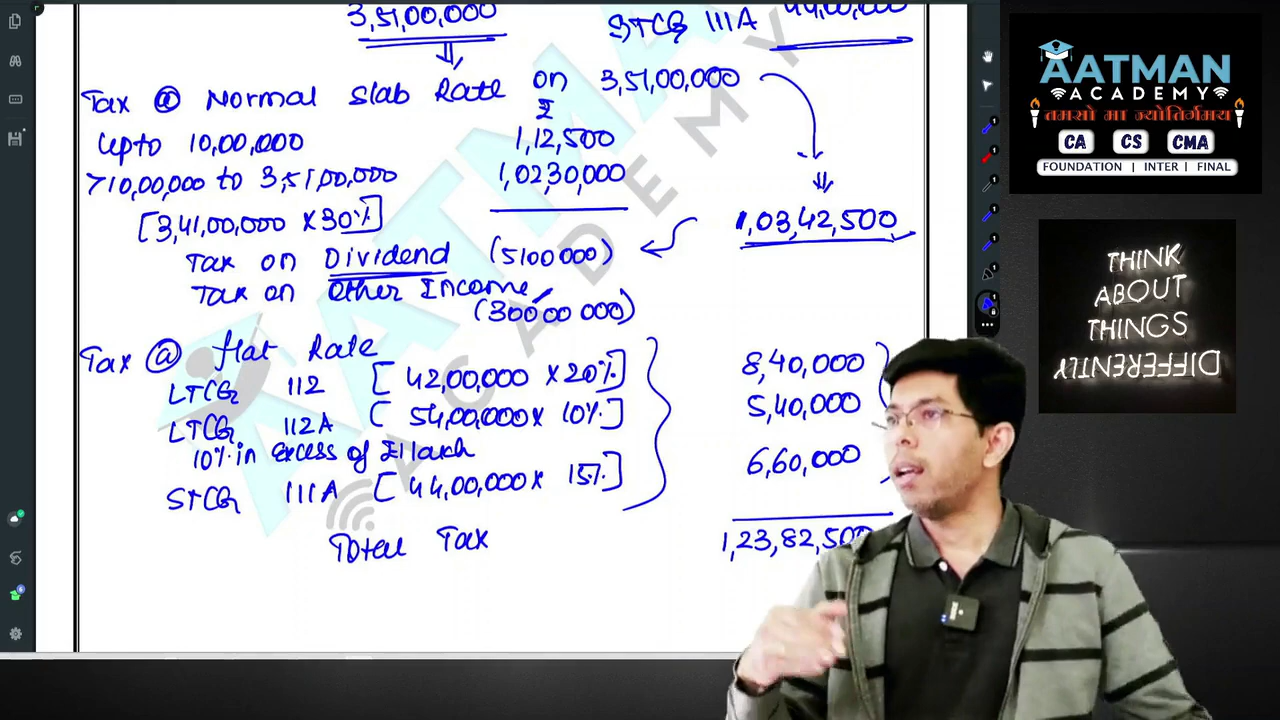 3,51,00,000
STCG 111A 44,00,000
Tax @ Normal Slab Rate on 3,51,00,000
₹
Upto 10,00,000 1,12,500
>10,00,000 to 3,51,00,000 1,0230,000
[3,41,00,000 x 30%]
1,03,42,500
Tax on Dividend (5100000)
Tax on Other Income
(30000000)
Tax @ flat Rate
LTCG 112 [42,00,000 x 20%] 8,40,000
LTCG 112A [54,00,000 x 10%] 5,40,000
10% in excess of ₹1 lakh
STCG 111A [44,00,000 x 15%] 6,60,000
Total Tax 1,23,82,500
AATMAN
ACADEMY
तमसो मा ज्योतिर्गमय
CA CS CMA
FOUNDATION | INTER | FINAL
THINK
ABOUT
THINGS
DIFFERENTLY
AATMAN
ACADEMY